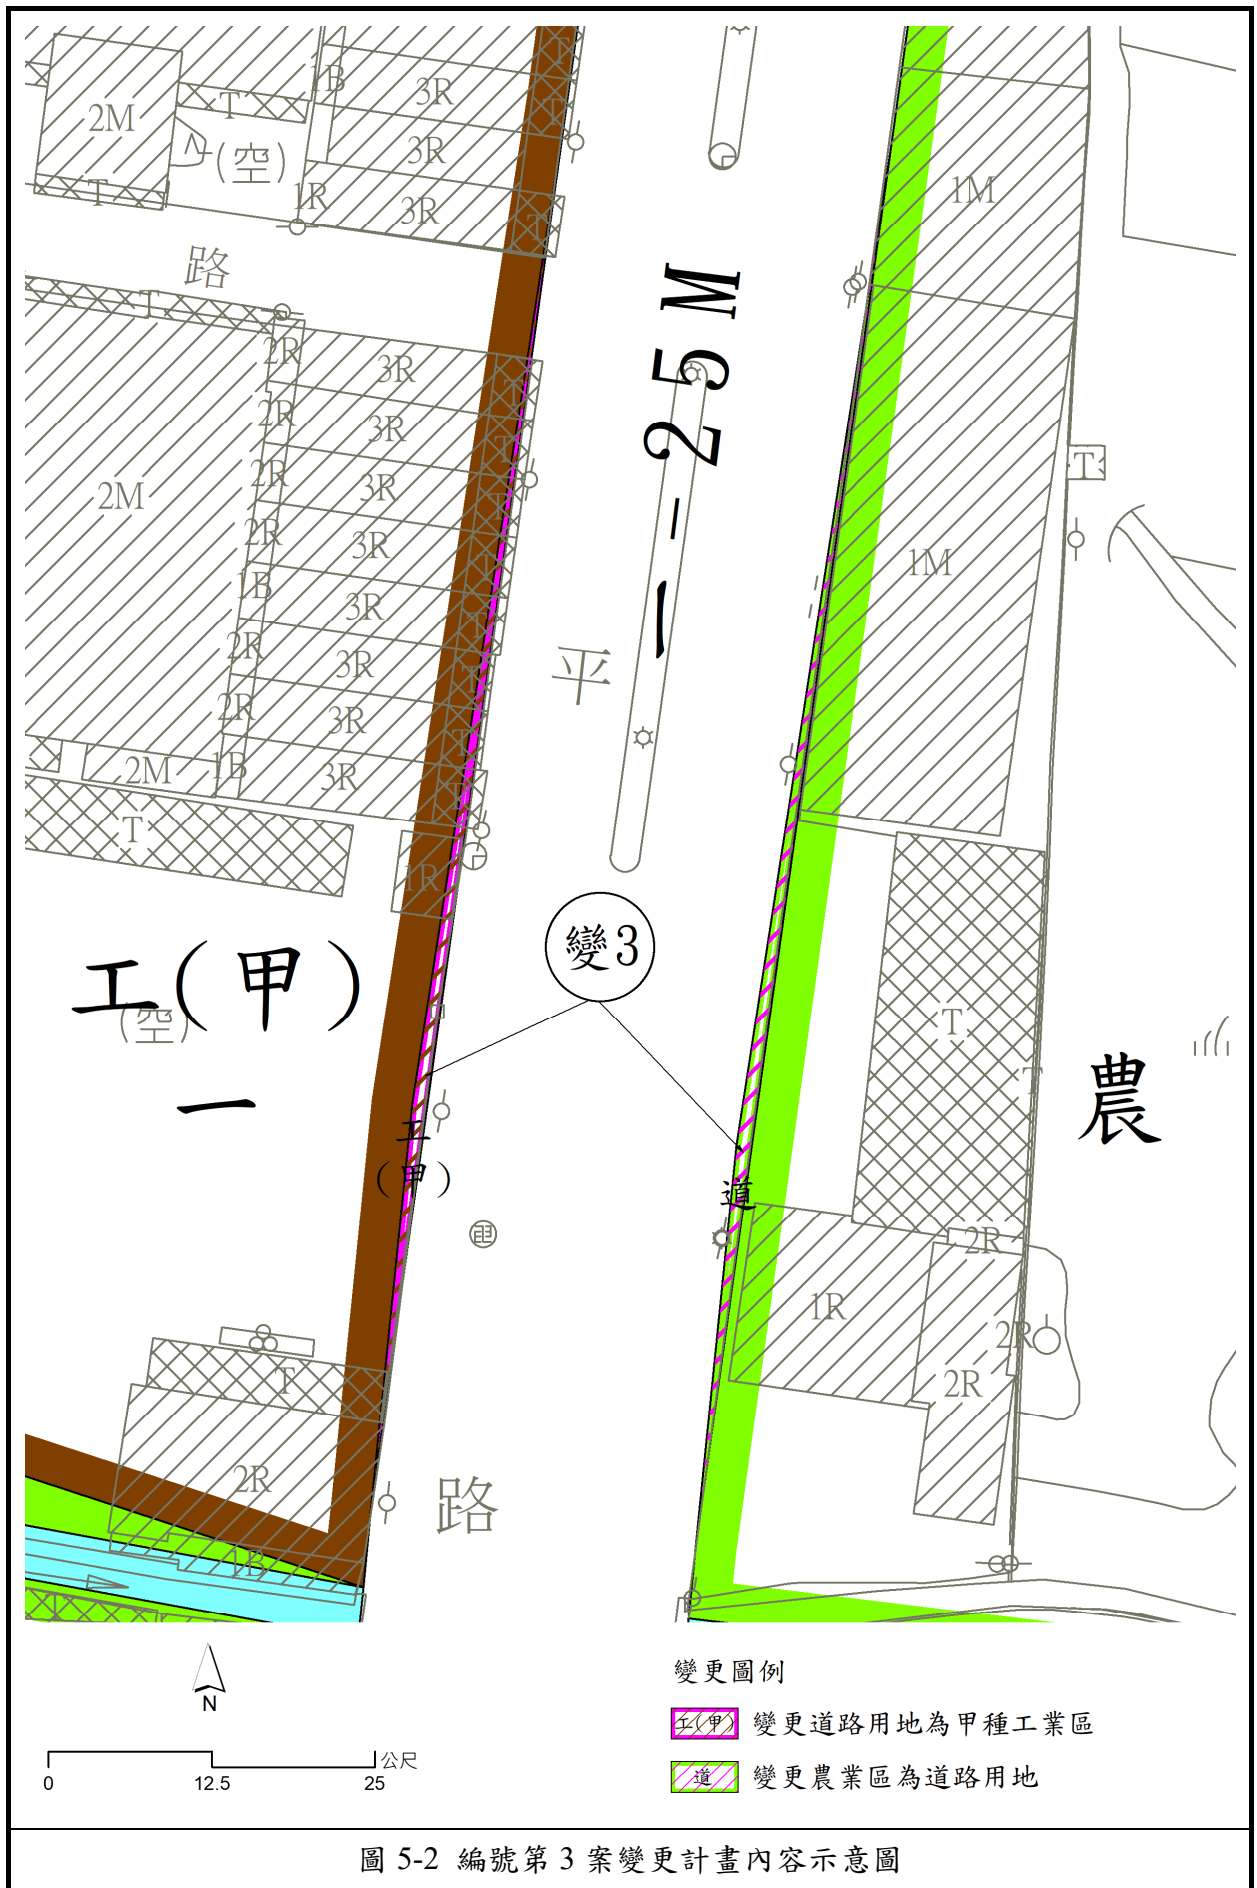 T
1B
3R
T
2M
T
3R
(空)
1R
3R
T
T
1M
路
一–25M
T
2R
3R
T
2R
3R
T
2R
3R
T
2M
2R
3R
T
1B
3R
T
2R
3R
T
2R
3R
T
2M
1B
3R
T
T
1R
1M
T
平
變3
工(甲)
一
(空)
工
(甲)
道
T
T
農
2R
1R
2R
2R
T
2R
1B
T
路
N
0
12.5
25
公尺
變更圖例
工(甲) 變更道路用地為甲種工業區
道 變更農業區為道路用地
圖 5-2 編號第 3 案變更計畫內容示意圖